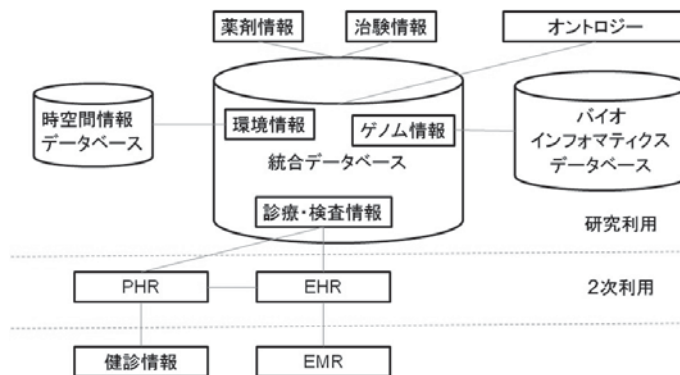 薬剤情報
治験情報
オントロジー
時空間情報
データベース
環境情報
ゲノム情報
統合データベース
バイオ
インフォマティクス
データベース
診療・検査情報
研究利用
PHR
EHR
2次利用
健診情報
EMR